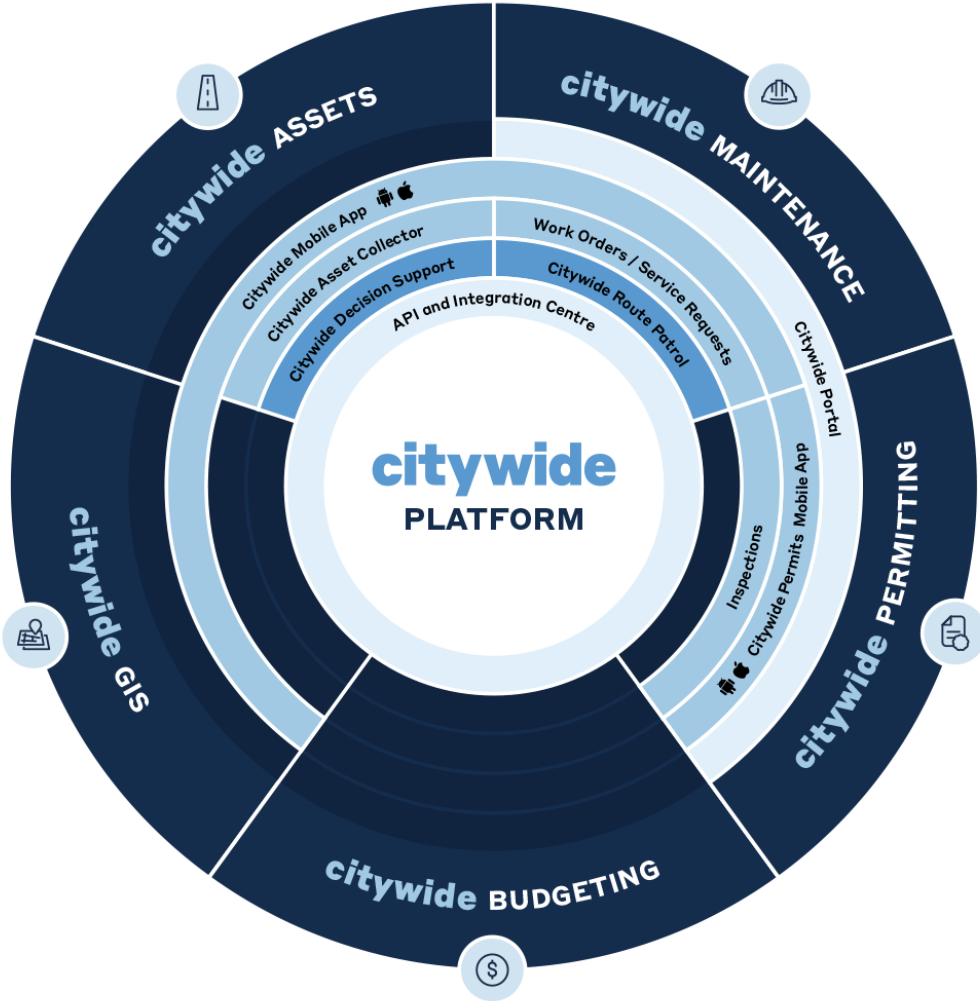 citywide ASSETS
citywide MAINTENANCE
Citywide Mobile App
Citywide Asset Collector
Work Orders / Service Requests
Citywide Decision Support
Citywide Route Patrol
API and Integration Centre
Citywide Portal
citywide
PLATFORM
Inspections
Citywide Permits Mobile App
citywide PERMITTING
citywide GIS
citywide BUDGETING
$